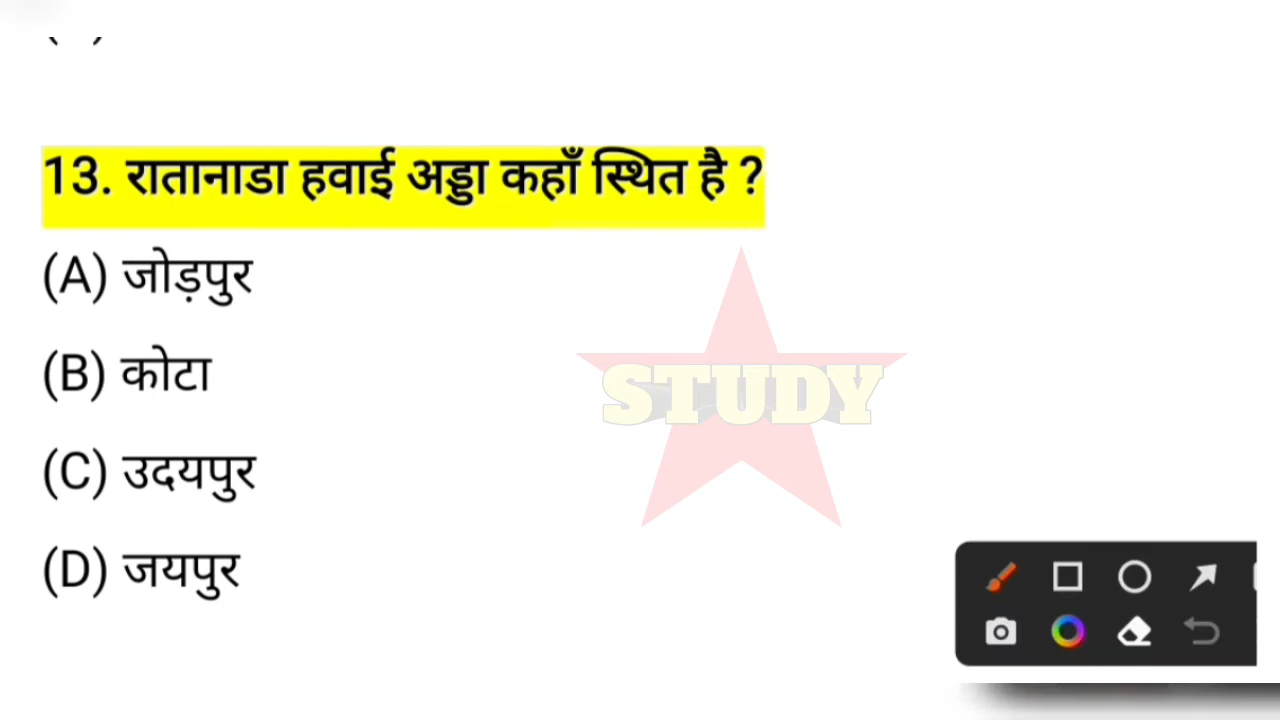 13. रातानाडा हवाई अड्डा कहाँ स्थित है ?
(A) जोड़पुर
(B) कोटा
(C) उदयपुर
(D) जयपुर
STUDY